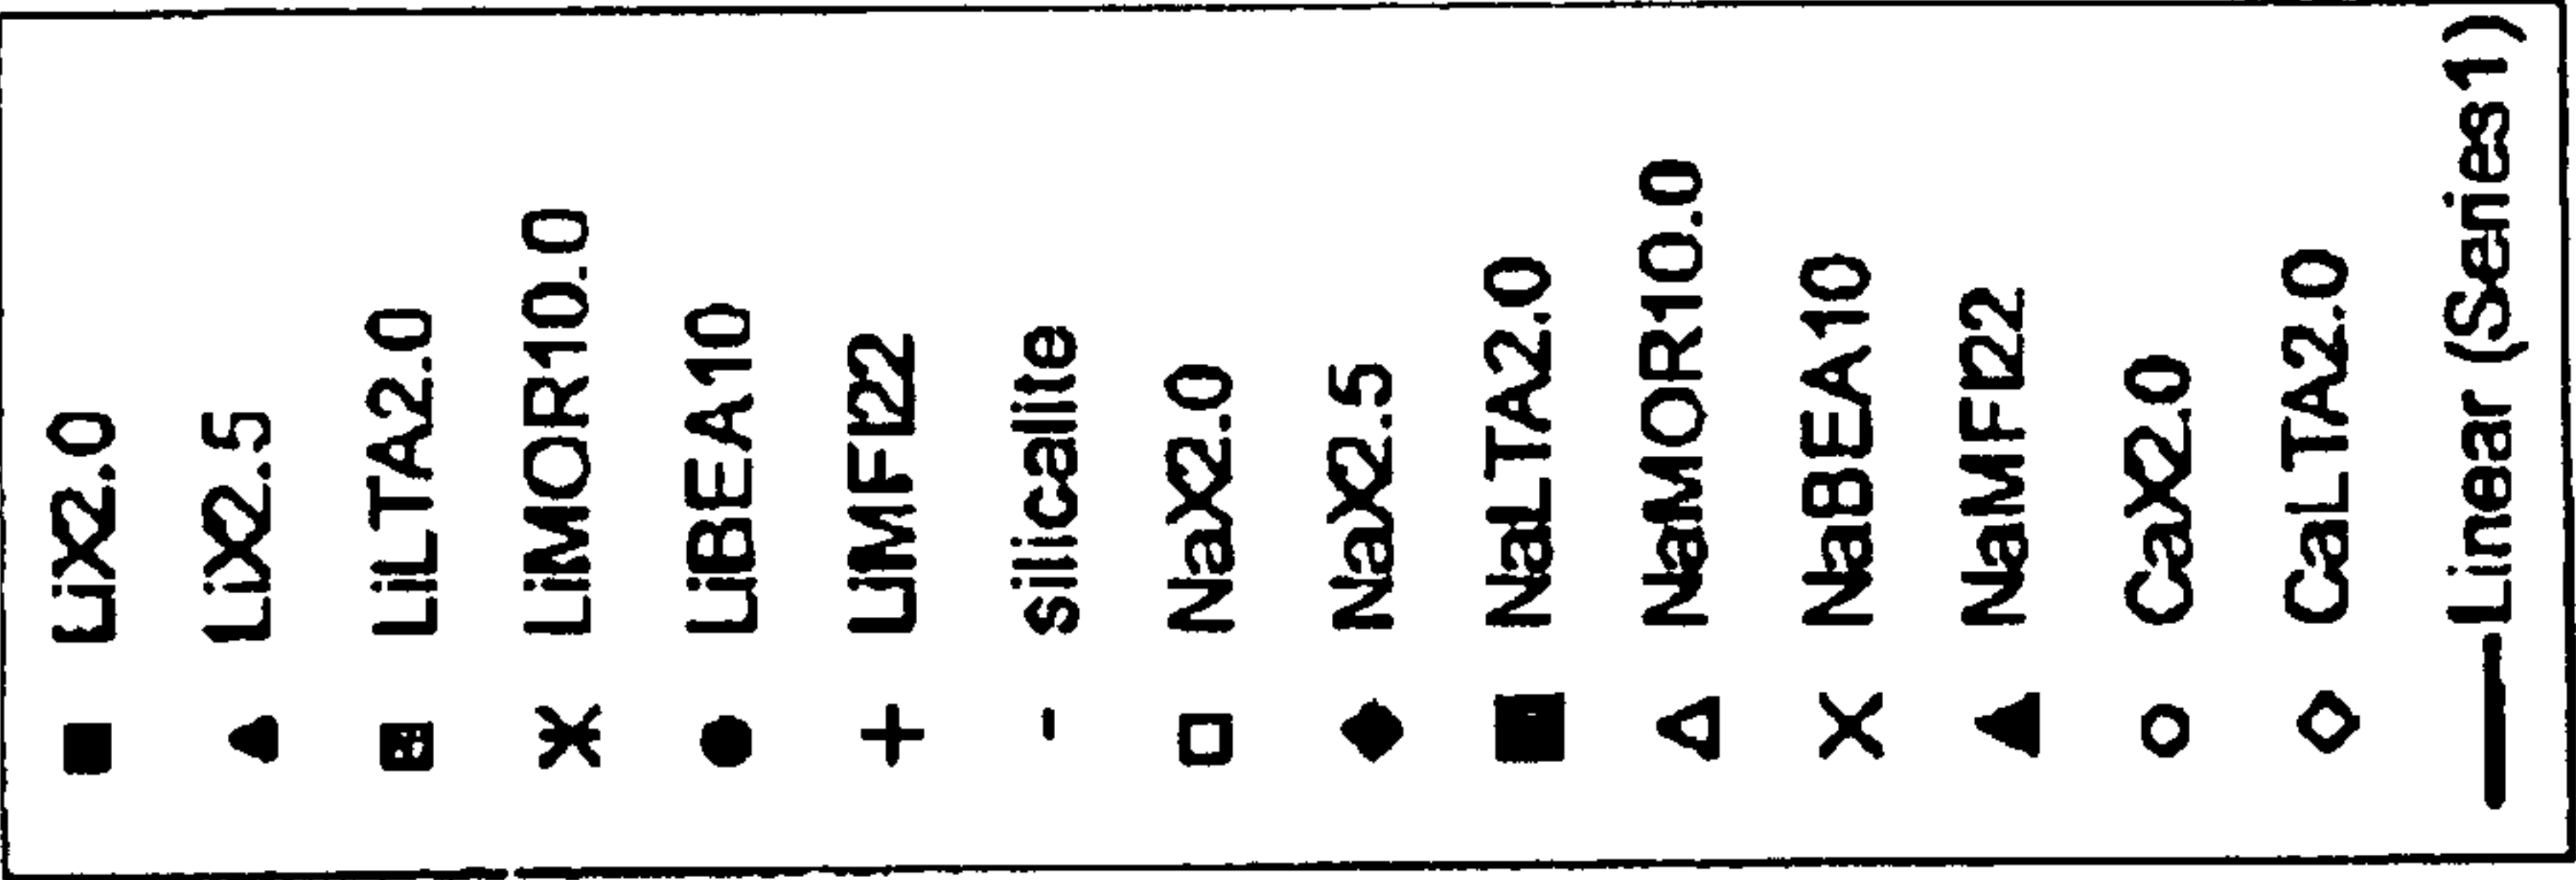 LiX2.0
LiX2.5
LiLTA2.0
LiMOR10.0
LiBEA10
LiMFI22
silicalite
NaX2.0
NaX2.5
NaLTA2.0
NaMOR10.0
NaBEA10
NaMFI22
CaX2.0
CaLTA2.0
Linear (Series1)